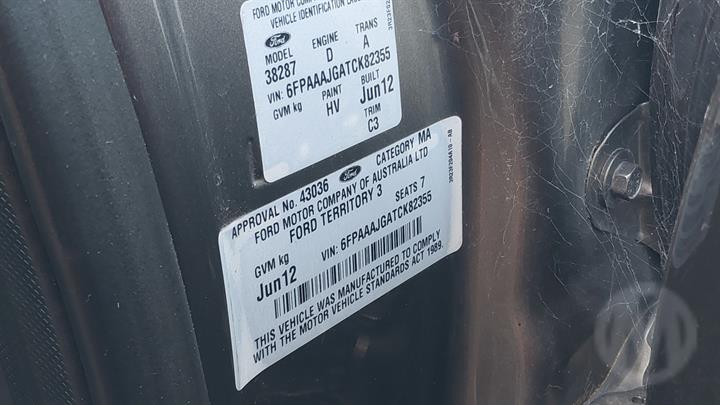 FORD MOTOR COMPANY
VEHICLE IDENTIFICATION
Ford
MODEL ENGINE TRANS
38287 D A
VIN: 6FPAAAJGATCK82355
GVM kg PAINT BUILT
HV Jun12
TRIM
C3
APPROVAL No. 43036 Ford CATEGORY MA
FORD MOTOR COMPANY OF AUSTRALIA LTD
FORD TERRITORY 3
GVM kg SEATS 7
Jun12 VIN: 6FPAAAJGATCK82355
THIS VEHICLE WAS MANUFACTURED TO COMPLY
WITH THE MOTOR VEHICLE STANDARDS ACT 1989.